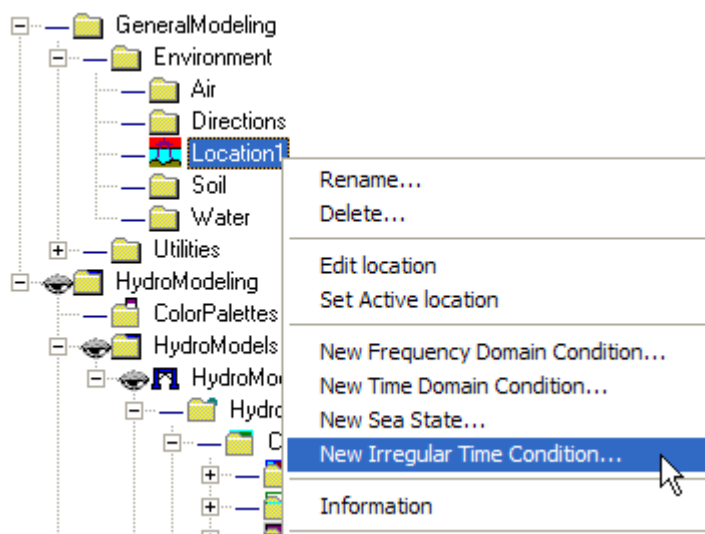 GeneralModeling
Environment
Air
Directions
Location1
Soil
Water
Utilities
HydroModeling
ColorPalettes
HydroModels
Rename...
Delete...
Edit location
Set Active location
New Frequency Domain Condition...
New Time Domain Condition...
New Sea State...
New Irregular Time Condition...
Information